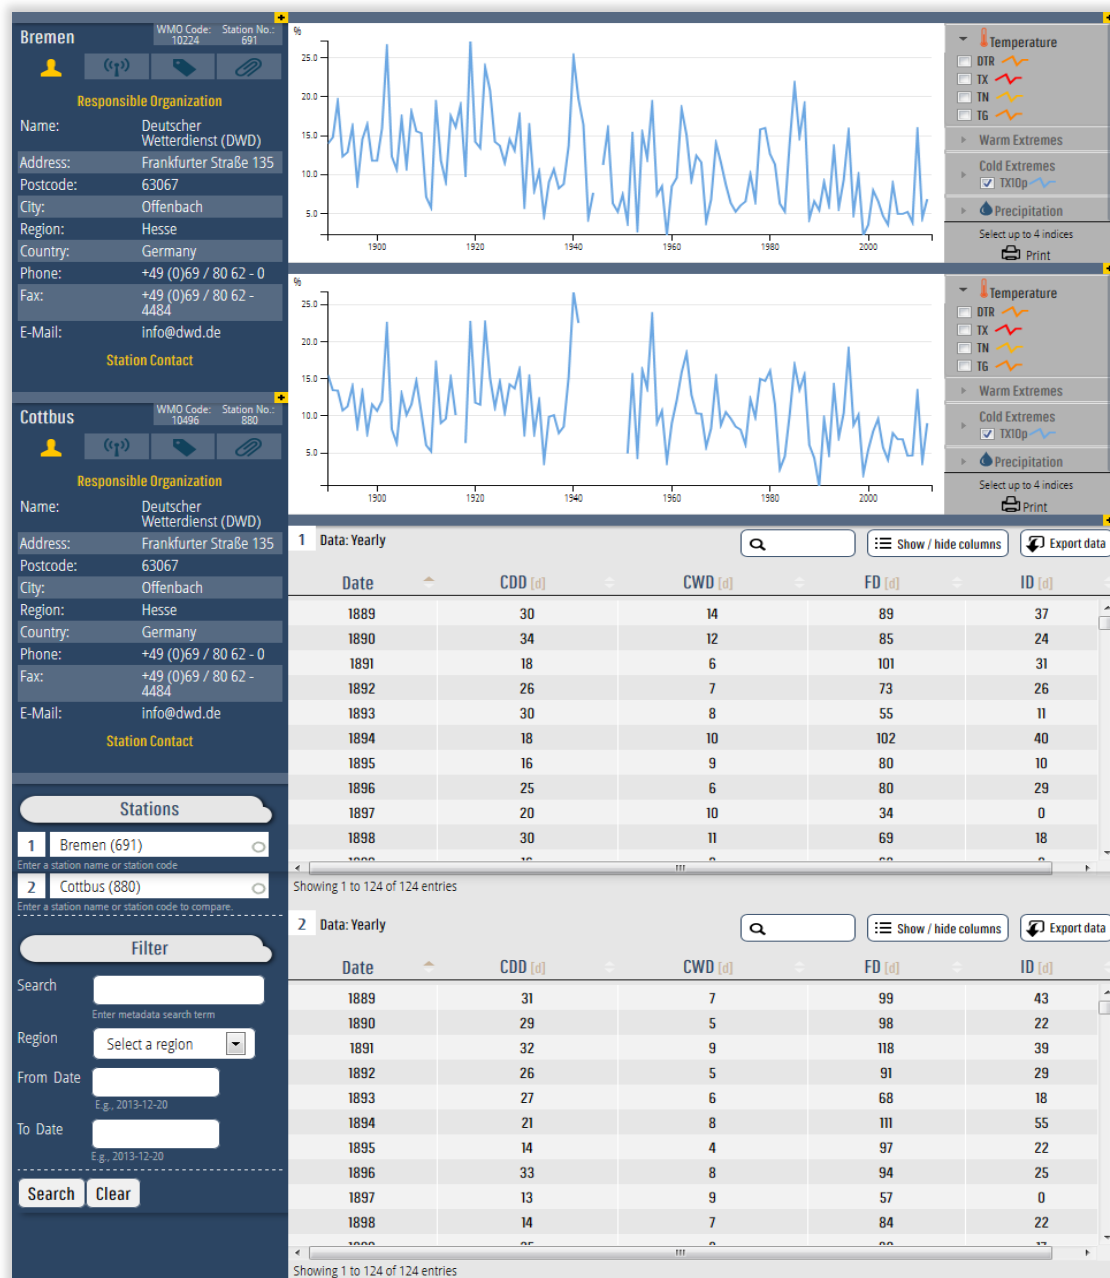 Bremen
WMO Code: 10224
Station No.: 691
Responsible Organization
Name: Deutscher Wetterdienst (DWD)
Address: Frankfurter Straße 135
Postcode: 63067
City: Offenbach
Region: Hesse
Country: Germany
Phone: +49 (0)69 / 80 62 - 0
Fax: +49 (0)69 / 80 62 - 4484
E-Mail: info@dwd.de
Station Contact
Cottbus
WMO Code: 10496
Station No.: 880
Responsible Organization
Name: Deutscher Wetterdienst (DWD)
Address: Frankfurter Straße 135
Postcode: 63067
City: Offenbach
Region: Hesse
Country: Germany
Phone: +49 (0)69 / 80 62 - 0
Fax: +49 (0)69 / 80 62 - 4484
E-Mail: info@dwd.de
Station Contact
Stations
1 Bremen (691)
Enter a station name or station code
2 Cottbus (880)
Enter a station name or station code to compare.
Filter
Search
Enter metadata search term
Region Select a region
From Date
E.g., 2013-12-20
To Date
E.g., 2013-12-20
Search Clear
%
25.0
20.0
15.0
10.0
5.0
1900 1920 1940 1960 1980 2000
Temperature
DTR
TX
TN
TG
Warm Extremes
Cold Extremes
TX10p
Precipitation
Select up to 4 indices
Print
%
25.0
20.0
15.0
10.0
5.0
1900 1920 1940 1960 1980 2000
Temperature
DTR
TX
TN
TG
Warm Extremes
Cold Extremes
TX10p
Precipitation
Select up to 4 indices
Print
1 Data: Yearly Show / hide columns Export data
Date CDD [d] CWD [d] FD [d] ID [d]
1889 30 14 89 37
1890 34 12 85 24
1891 18 6 101 31
1892 26 7 73 26
1893 30 8 55 11
1894 18 10 102 40
1895 16 9 80 10
1896 25 6 80 29
1897 20 10 34 0
1898 30 11 69 18
Showing 1 to 124 of 124 entries
2 Data: Yearly Show / hide columns Export data
Date CDD [d] CWD [d] FD [d] ID [d]
1889 31 7 99 43
1890 29 5 98 22
1891 32 9 118 39
1892 26 5 91 29
1893 27 6 68 18
1894 21 8 111 55
1895 14 4 97 22
1896 33 8 94 25
1897 13 9 57 0
1898 14 7 84 22
Showing 1 to 124 of 124 entries